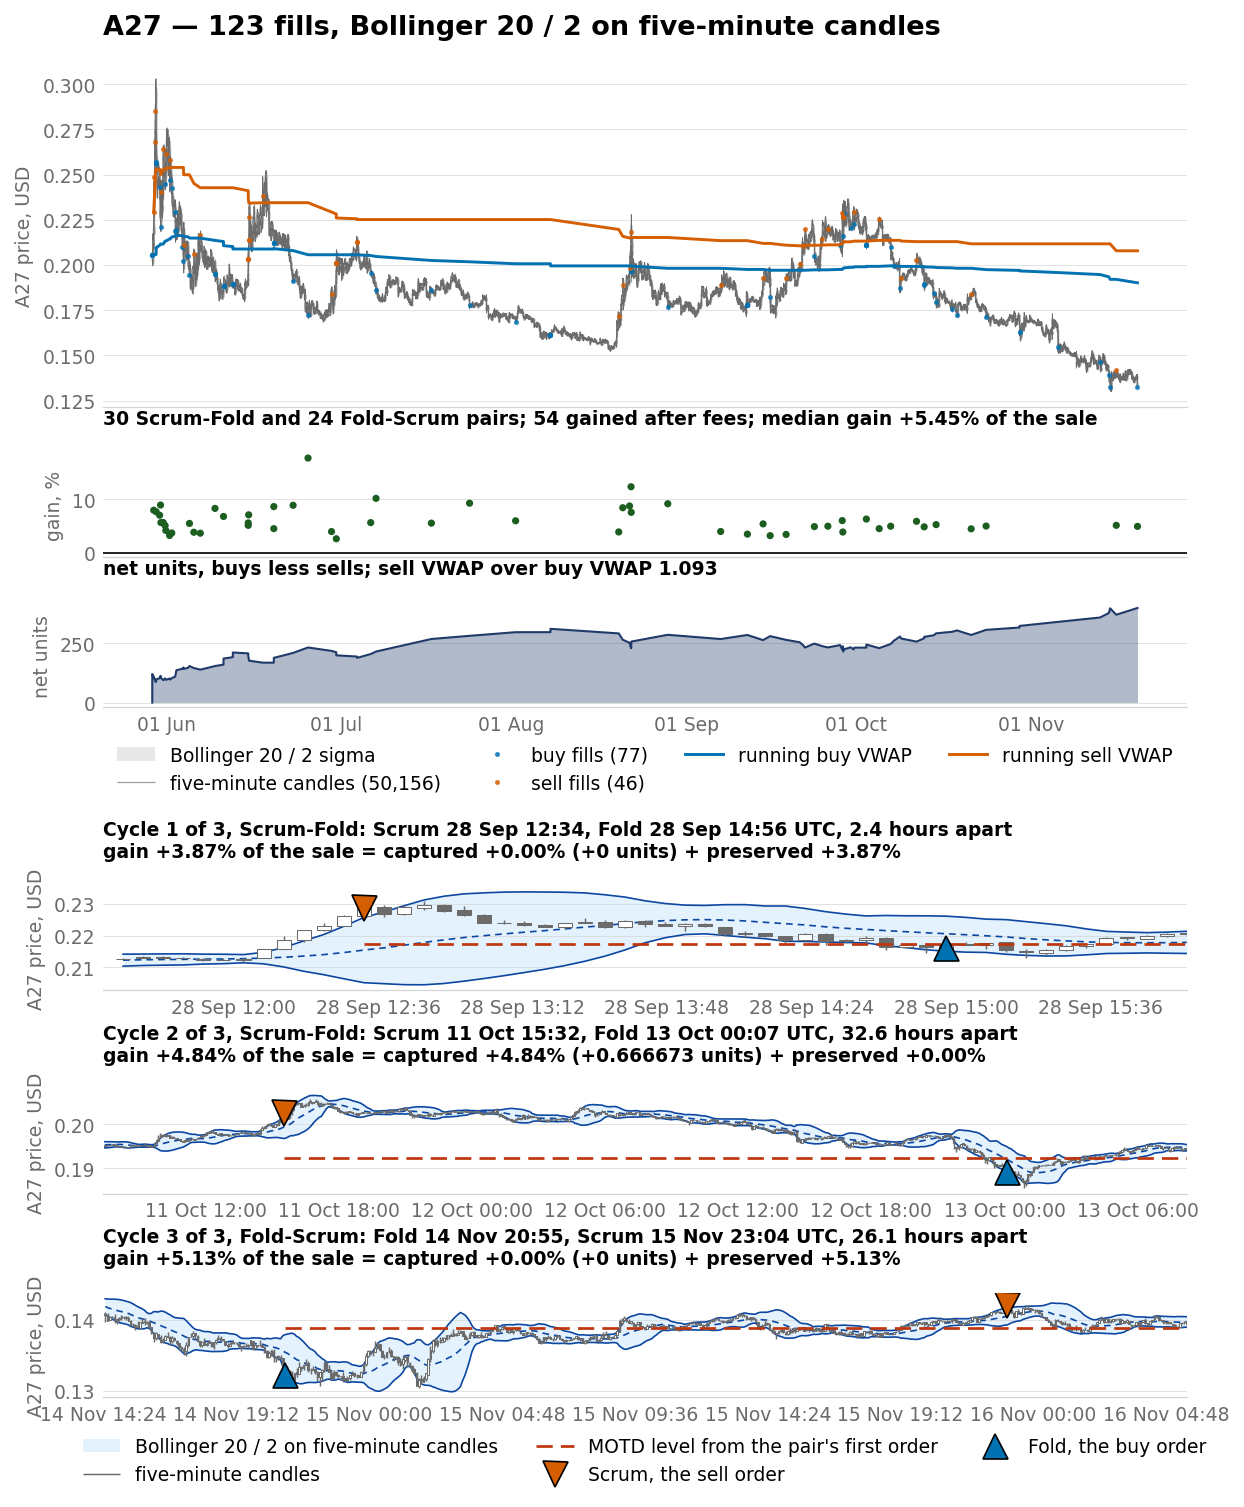 A27 — 123 fills, Bollinger 20 / 2 on five-minute candles
0.300
0.275
0.250
0.225
0.200
0.175
0.150
0.125
A27 price, USD
30 Scrum-Fold and 24 Fold-Scrum pairs; 54 gained after fees; median gain +5.45% of the sale
10
0
gain, %
net units, buys less sells; sell VWAP over buy VWAP 1.093
250
0
net units
01 Jun 01 Jul 01 Aug 01 Sep 01 Oct 01 Nov
Bollinger 20 / 2 sigma buy fills (77) running buy VWAP running sell VWAP
five-minute candles (50,156) sell fills (46)
Cycle 1 of 3, Scrum-Fold: Scrum 28 Sep 12:34, Fold 28 Sep 14:56 UTC, 2.4 hours apart
gain +3.87% of the sale = captured +0.00% (+0 units) + preserved +3.87%
0.23
0.22
0.21
A27 price, USD
28 Sep 12:00 28 Sep 12:36 28 Sep 13:12 28 Sep 13:48 28 Sep 14:24 28 Sep 15:00 28 Sep 15:36
Cycle 2 of 3, Scrum-Fold: Scrum 11 Oct 15:32, Fold 13 Oct 00:07 UTC, 32.6 hours apart
gain +4.84% of the sale = captured +4.84% (+0.666673 units) + preserved +0.00%
0.20
0.19
A27 price, USD
11 Oct 12:00 11 Oct 18:00 12 Oct 00:00 12 Oct 06:00 12 Oct 12:00 12 Oct 18:00 13 Oct 00:00 13 Oct 06:00
Cycle 3 of 3, Fold-Scrum: Fold 14 Nov 20:55, Scrum 15 Nov 23:04 UTC, 26.1 hours apart
gain +5.13% of the sale = captured +0.00% (+0 units) + preserved +5.13%
0.14
0.13
A27 price, USD
14 Nov 14:24 14 Nov 19:12 15 Nov 00:00 15 Nov 04:48 15 Nov 09:36 15 Nov 14:24 15 Nov 19:12 16 Nov 00:00 16 Nov 04:48
Bollinger 20 / 2 on five-minute candles MOTD level from the pair's first order Fold, the buy order
five-minute candles Scrum, the sell order